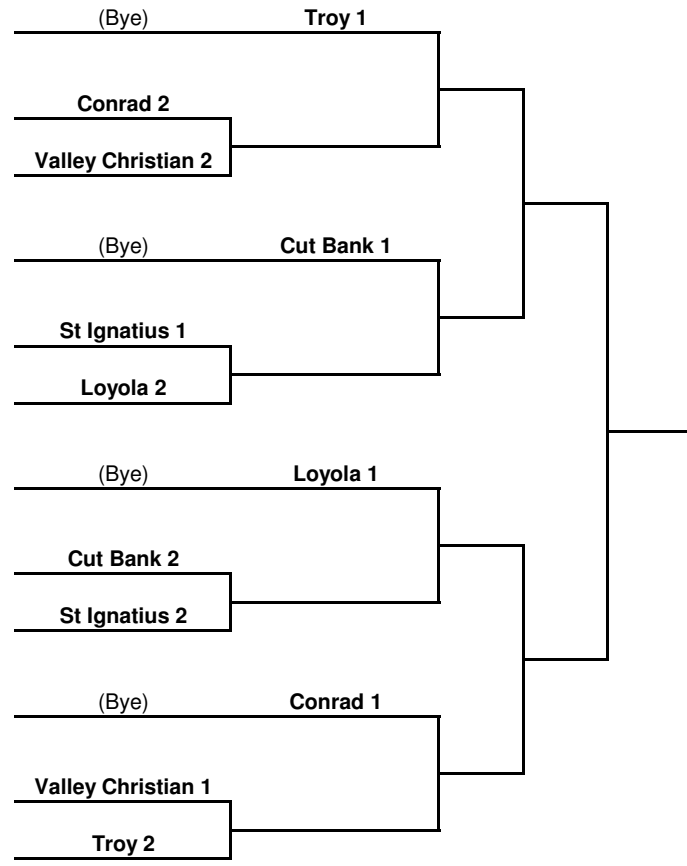 (Bye) Troy 1
Conrad 2
Valley Christian 2
(Bye) Cut Bank 1
St Ignatius 1
Loyola 2
(Bye) Loyola 1
Cut Bank 2
St Ignatius 2
(Bye) Conrad 1
Valley Christian 1
Troy 2